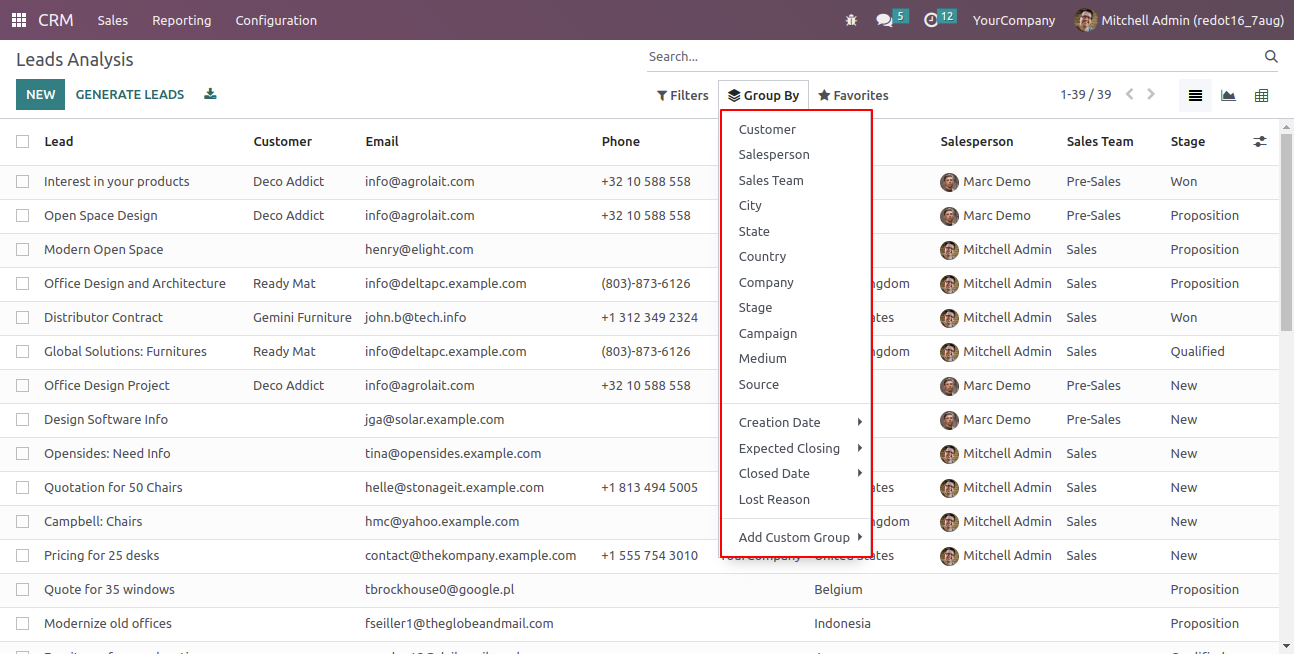 CRM Sales Reporting Configuration 5 12 YourCompany Mitchell Admin (redot16_7aug)
Leads Analysis
Search...
NEW GENERATE LEADS
Filters Group By Favorites
1-39 / 39
Lead Customer Email Phone Salesperson Sales Team Stage
Interest in your products Deco Addict info@agrolait.com +32 10 588 558 Marc Demo Pre-Sales Won
Open Space Design Deco Addict info@agrolait.com +32 10 588 558 Marc Demo Pre-Sales Proposition
Modern Open Space henry@elight.com Mitchell Admin Sales Proposition
Office Design and Architecture Ready Mat info@deltapc.example.com (803)-873-6126 ngdom Mitchell Admin Sales Proposition
Distributor Contract Gemini Furniture john.b@tech.info +1 312 349 2324 ates Mitchell Admin Sales Won
Global Solutions: Furnitures Ready Mat info@deltapc.example.com (803)-873-6126 ngdom Mitchell Admin Sales Qualified
Office Design Project Deco Addict info@agrolait.com +32 10 588 558 Marc Demo Pre-Sales New
Design Software Info jga@solar.example.com Marc Demo Pre-Sales New
Opensides: Need Info tina@opensides.example.com Mitchell Admin Sales New
Quotation for 50 Chairs helle@stonageit.example.com +1 813 494 5005 ates Mitchell Admin Sales New
Campbell: Chairs hmc@yahoo.example.com ngdom Mitchell Admin Sales New
Pricing for 25 desks contact@thekompany.example.com +1 555 754 3010 ates Mitchell Admin Sales New
Quote for 35 windows tbrockhouse0@google.pl Belgium Proposition
Modernize old offices fseiller1@theglobeandmail.com Indonesia Proposition
Customer
Salesperson
Sales Team
City
State
Country
Company
Stage
Campaign
Medium
Source
Creation Date
Expected Closing
Closed Date
Lost Reason
Add Custom Group